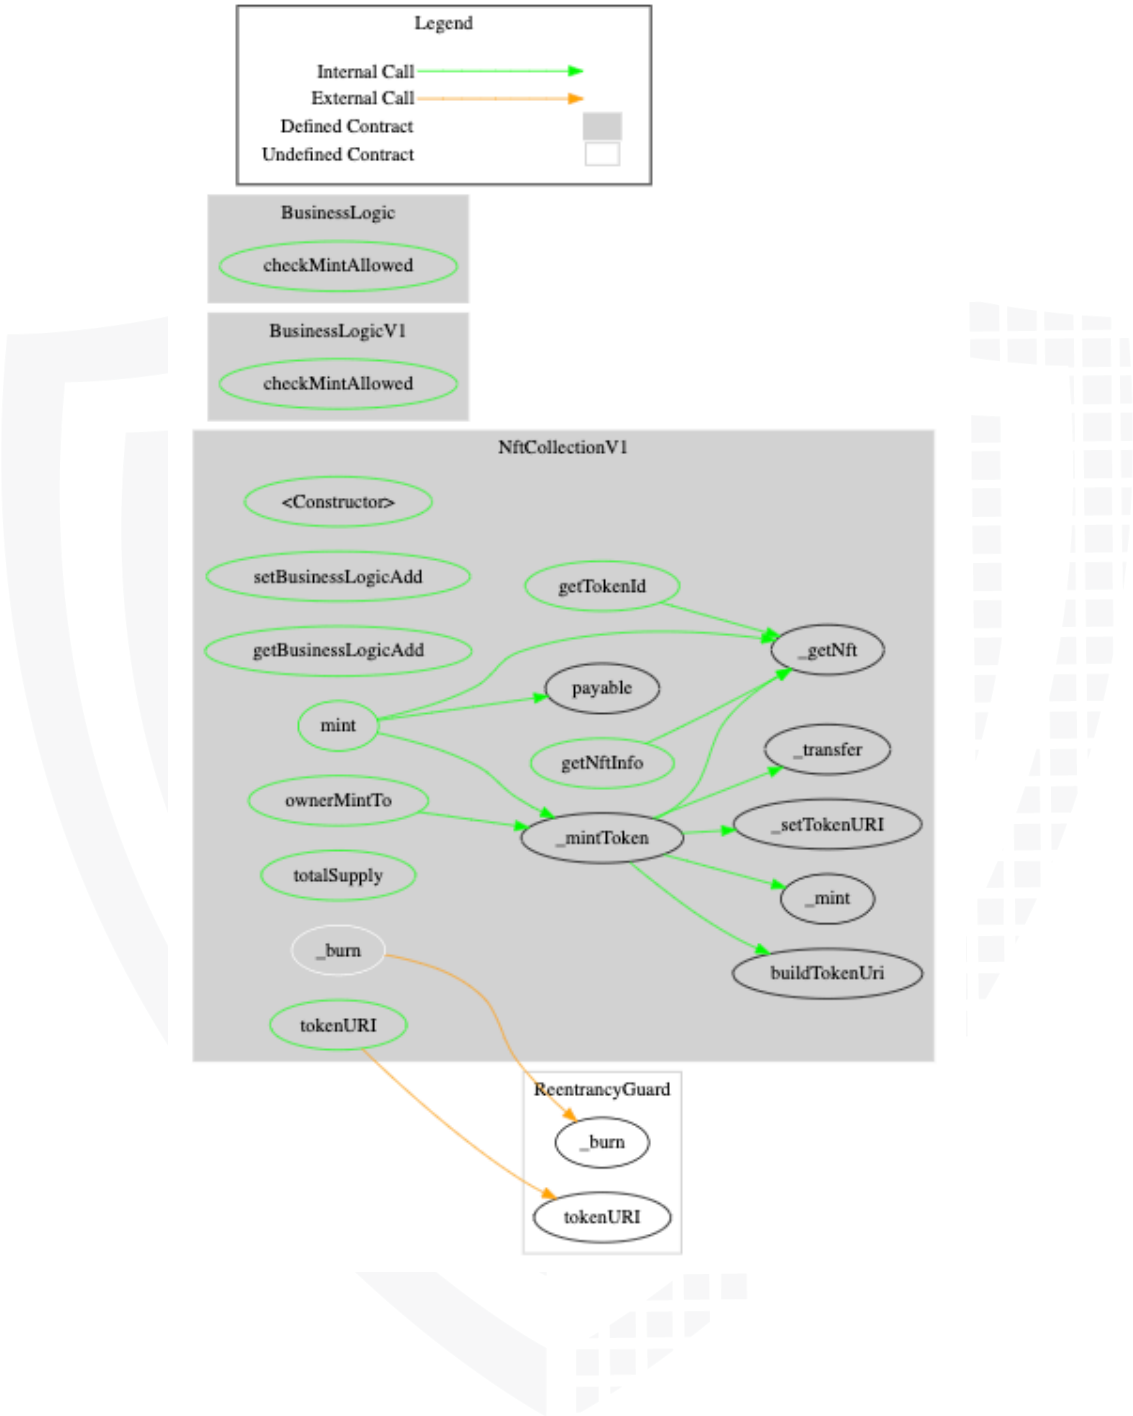 Legend
Internal Call
External Call
Defined Contract
Undefined Contract
BusinessLogic
checkMintAllowed
BusinessLogicV1
checkMintAllowed
NftCollectionV1
<Constructor>
setBusinessLogicAdd
getTokenId
getBusinessLogicAdd
_getNft
payable
mint
_transfer
getNftInfo
ownerMintTo
_setTokenURI
_mintToken
totalSupply
_mint
_burn
buildTokenUri
tokenURI
ReentrancyGuard
_burn
tokenURI